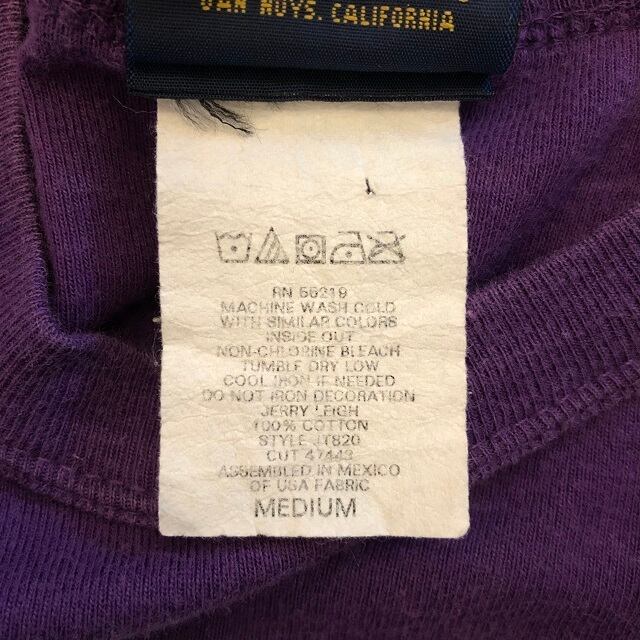 VAN NUYS. CALIFORNIA
RN 56219
MACHINE WASH COLD
WITH SIMILAR COLORS
INSIDE OUT
NON-CHLORINE BLEACH
TUMBLE DRY LOW
COOL IRON IF NEEDED
DO NOT IRON DECORATION
JERRY LEIGH
100% COTTON
STYLE JT820
CUT 47443
ASSEMBLED IN MEXICO
OF USA FABRIC
MEDIUM